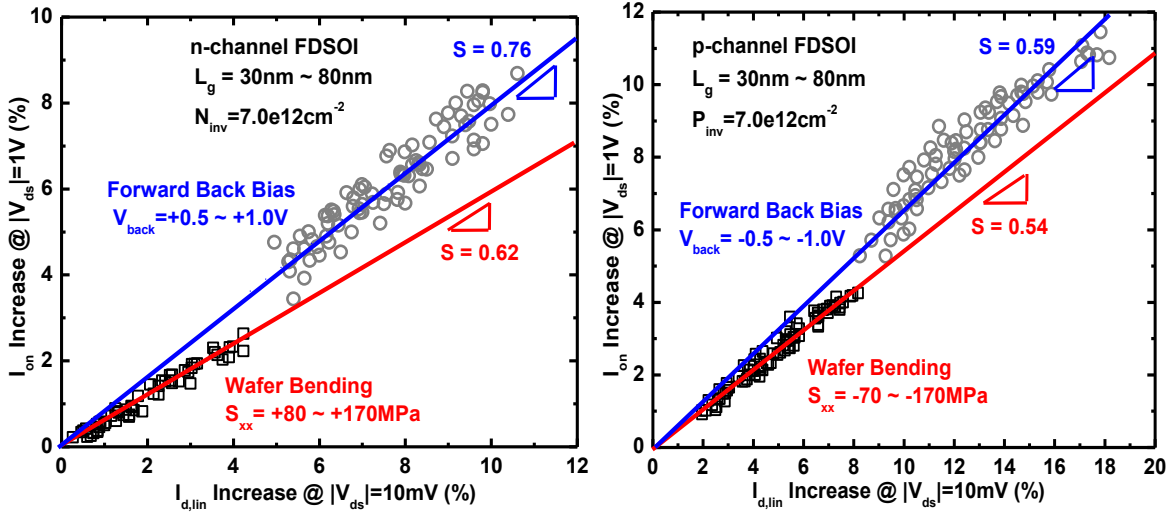 n-channel FDSOI
L_g = 30nm ~ 80nm
N_inv=7.0e12cm^-2
S = 0.76
Forward Back Bias
V_back=+0.5 ~ +1.0V
S = 0.62
Wafer Bending
S_xx = +80 ~ +170MPa
I_on Increase @ |V_ds|=1V (%)
10
8
6
4
2
0
0 2 4 6 8 10 12
I_d,lin Increase @ |V_ds|=10mV (%)
p-channel FDSOI
L_g = 30nm ~ 80nm
P_inv=7.0e12cm^-2
S = 0.59
Forward Back Bias
V_back= -0.5 ~ -1.0V
S = 0.54
Wafer Bending
S_xx = -70 ~ -170MPa
I_on Increase @ |V_ds|=1V (%)
12
10
8
6
4
2
0
0 2 4 6 8 10 12 14 16 18 20
I_d,lin Increase @ |V_ds|=10mV (%)